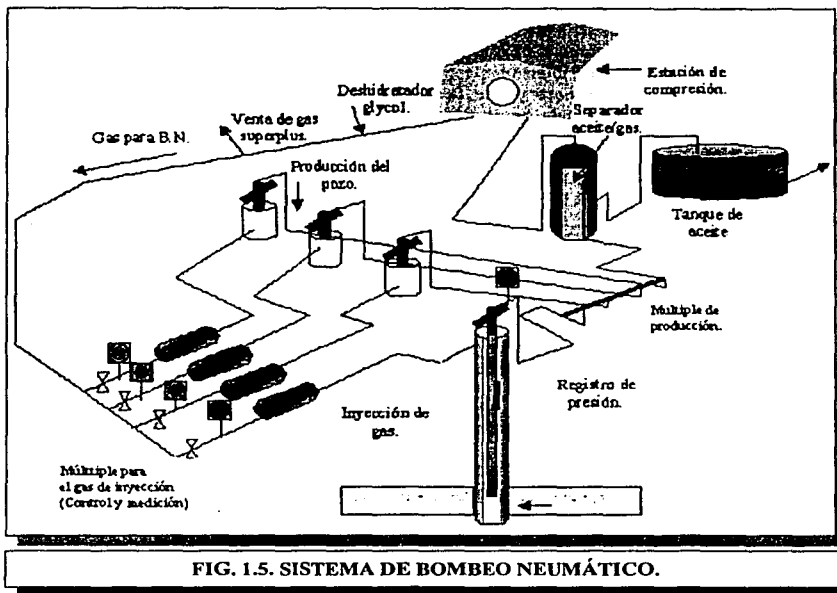 Estación de
compresión.
Separador
aceite/gas.
Deshidratador
glycol.
Venta de gas
superplus.
Gas para B.N.
Producción del
pozo.
Tanque de
aceite
Múltiple de
producción.
Registro de
presión.
Inyección de
gas.
Múltiple para
el gas de inyección
(Control y medición)
FIG. 1.5. SISTEMA DE BOMBEO NEUMÁTICO.